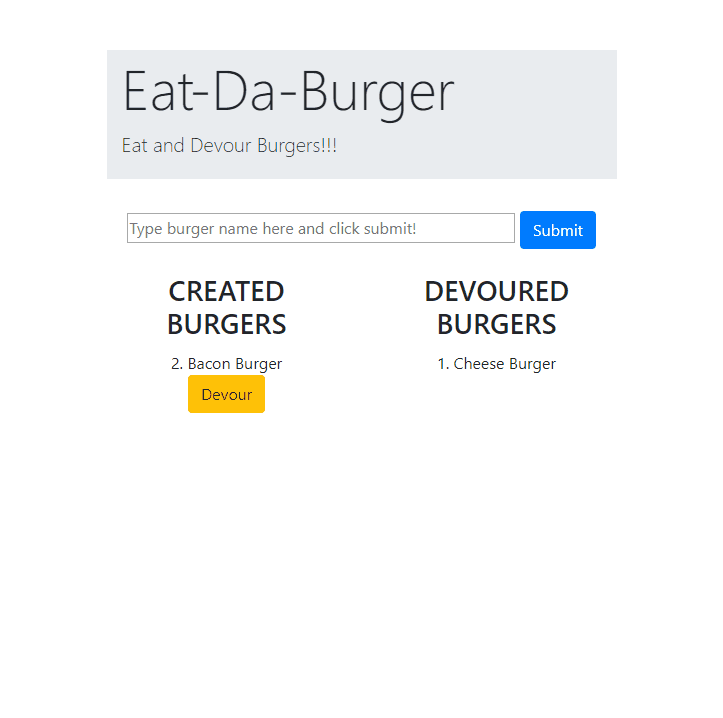 Eat-Da-Burger
Eat and Devour Burgers!!!
Type burger name here and click submit!
Submit
CREATED
BURGERS
2. Bacon Burger
Devour
DEVOURED
BURGERS
1. Cheese Burger